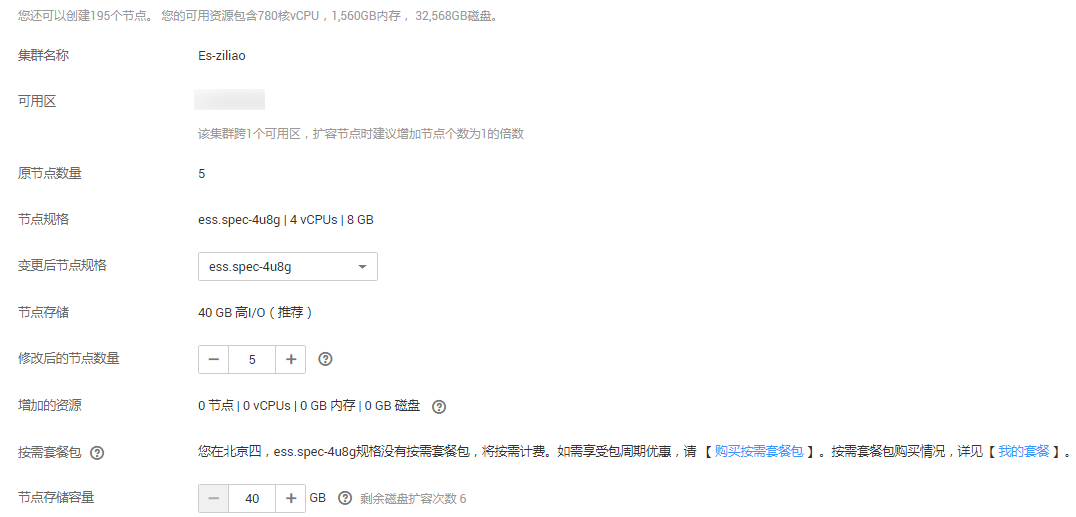 您还可以创建195个节点。 您的可用资源包含780核vCPU，1,560GB内存， 32,568GB磁盘。
集群名称 Es-ziliao
可用区
该集群跨1个可用区，扩容节点时建议增加节点个数为1的倍数
原节点数量 5
节点规格 ess.spec-4u8g | 4 vCPUs | 8 GB
变更后节点规格 ess.spec-4u8g
节点存储 40 GB 高I/O（推荐）
修改后的节点数量 − 5 + ?
增加的资源 0 节点 | 0 vCPUs | 0 GB 内存 | 0 GB 磁盘 ?
按需套餐包 ? 您在北京四，ess.spec-4u8g规格没有按需套餐包，将按需计费。如需享受包周期优惠，请 【 购买按需套餐包 】。按需套餐包购买情况，详见【 我的套餐 】。
节点存储容量 − 40 + GB ? 剩余磁盘扩容次数 6